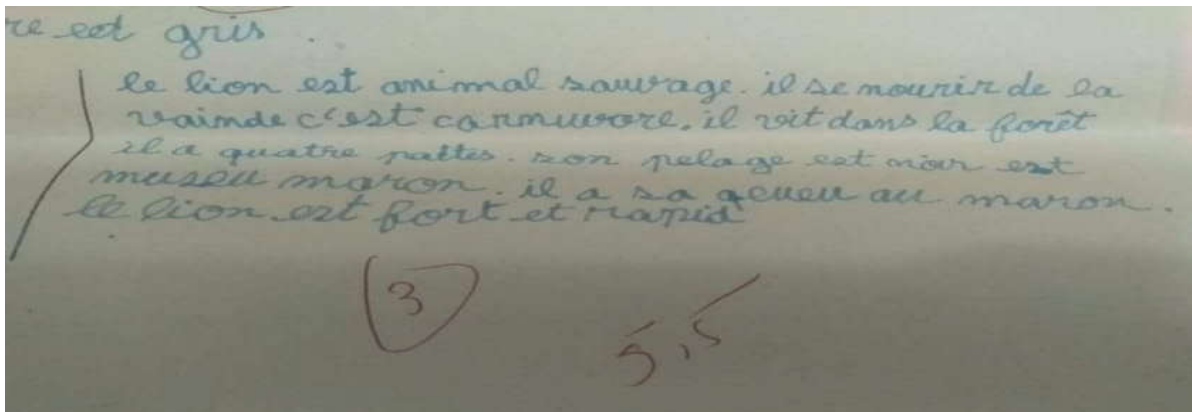 re est gris.
le lion est animal sauvage. il se nourir de la
vainde c'est carnuvore. il vit dans la forêt
il a quatre pattes. son pelage est noir est
museu maron. il a sa geueu au maron.
le lion est fort et rapid
3
5,5